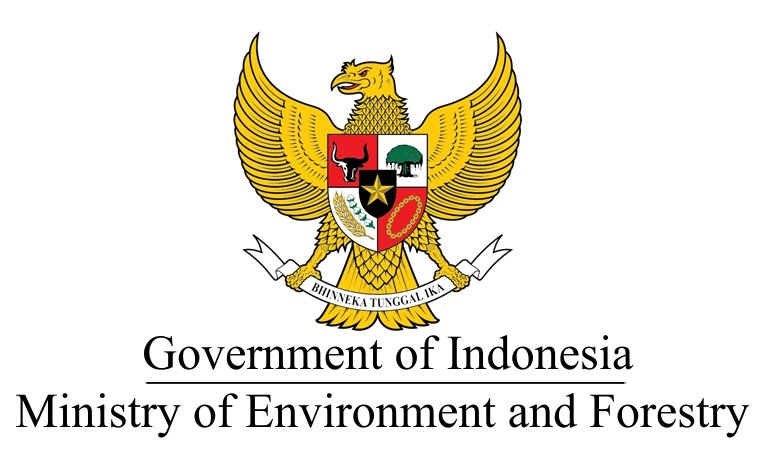 BHINNEKA TUNGGAL IKA
Government of Indonesia
Ministry of Environment and Forestry